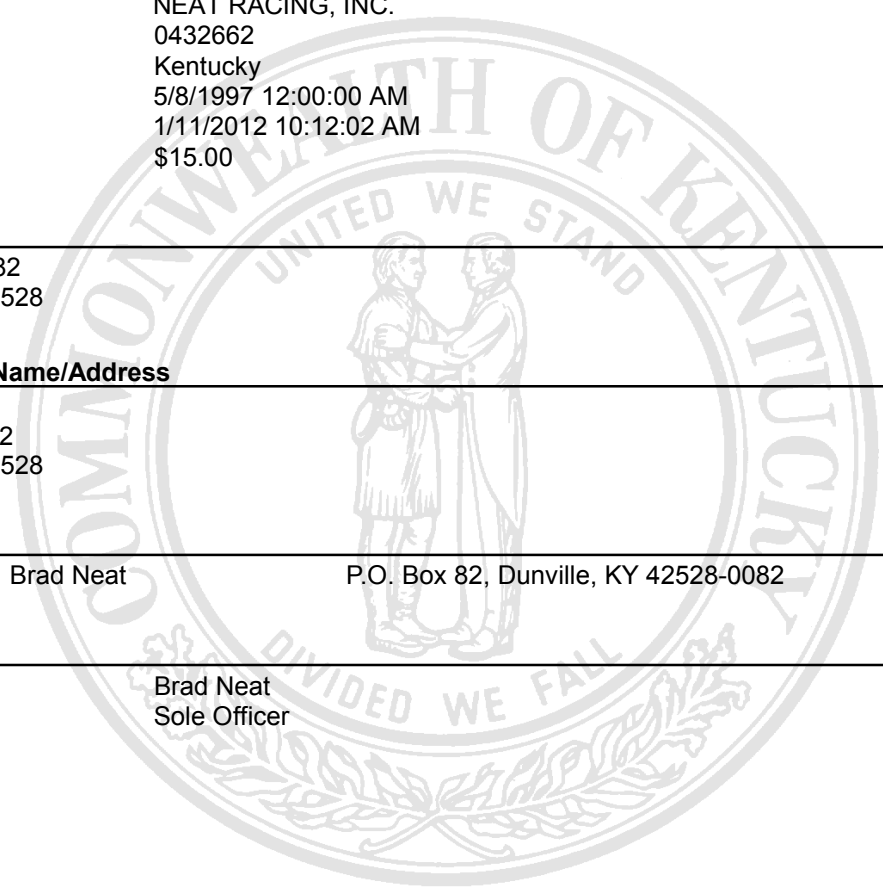 NEAT RACING, INC.
0432662
Kentucky
5/8/1997 12:00:00 AM
1/11/2012 10:12:02 AM
$15.00
COMMONWEALTH OF KENTUCKY
UNITED WE STAND
32
528
Name/Address
2
528
Brad Neat P.O. Box 82, Dunville, KY 42528-0082
DIVIDED WE FALL
Brad Neat
Sole Officer